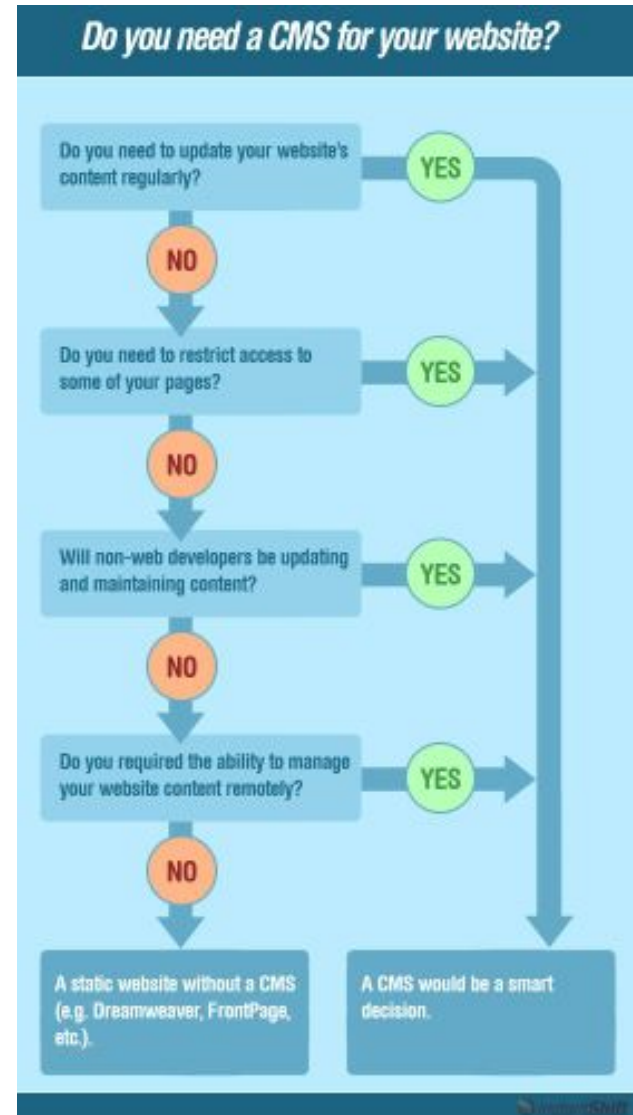 Do you need a CMS for your website?
Do you need to update your website's
content regularly?
YES
NO
Do you need to restrict access to
some of your pages?
YES
NO
Will non-web developers be updating
and maintaining content?
YES
NO
Do you required the ability to manage
your website content remotely?
YES
NO
A static website without a CMS
(e.g. Dreamweaver, FrontPage,
etc.).
A CMS would be a smart
decision.